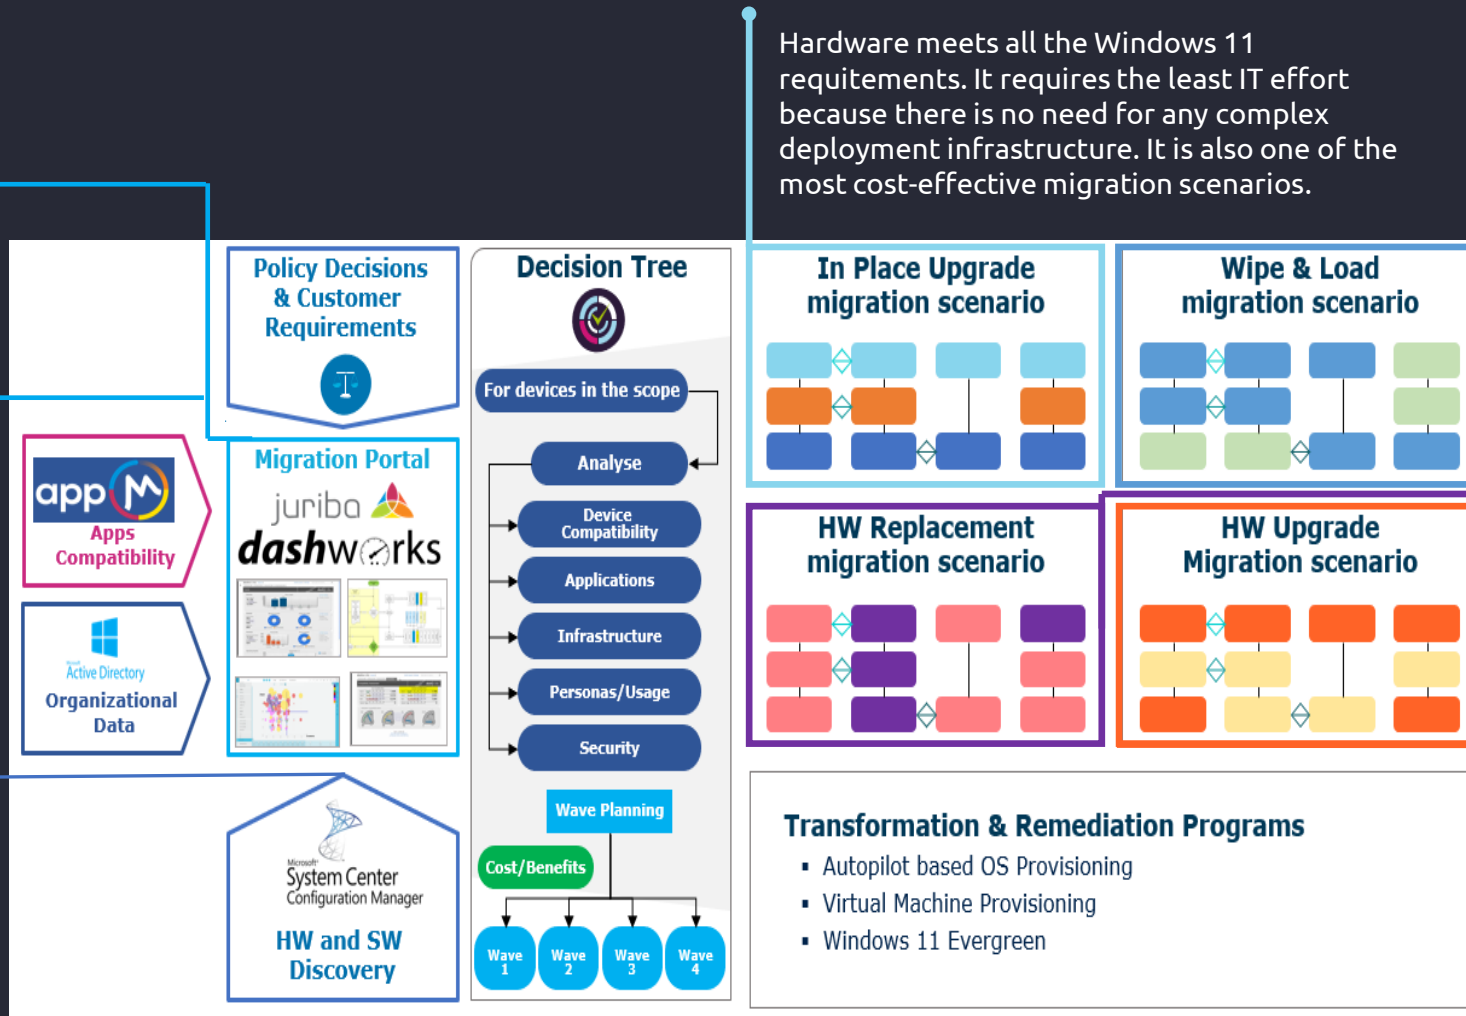 Hardware meets all the Windows 11
requitements. It requires the least IT effort
because there is no need for any complex
deployment infrastructure. It is also one of the
most cost-effective migration scenarios.
Policy Decisions
& Customer
Requirements
app M
Apps
Compatibility
Microsoft
Active Directory
Organizational
Data
Migration Portal
juriba
dashworks
Microsoft
System Center
Configuration Manager
HW and SW
Discovery
Decision Tree
For devices in the scope
Analyse
Device
Compatibility
Applications
Infrastructure
Personas/Usage
Security
Wave Planning
Cost/Benefits
Wave
1
Wave
2
Wave
3
Wave
4
In Place Upgrade
migration scenario
Wipe & Load
migration scenario
HW Replacement
migration scenario
HW Upgrade
Migration scenario
Transformation & Remediation Programs
▪ Autopilot based OS Provisioning
▪ Virtual Machine Provisioning
▪ Windows 11 Evergreen